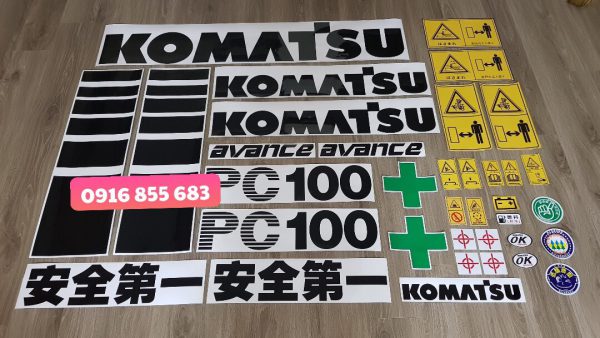 KOMATSU
KOMATSU
KOMATSU
avance avance
PC100
0916 855 683
PC100
安全第一
安全第一
KOMATSU
OK
OK